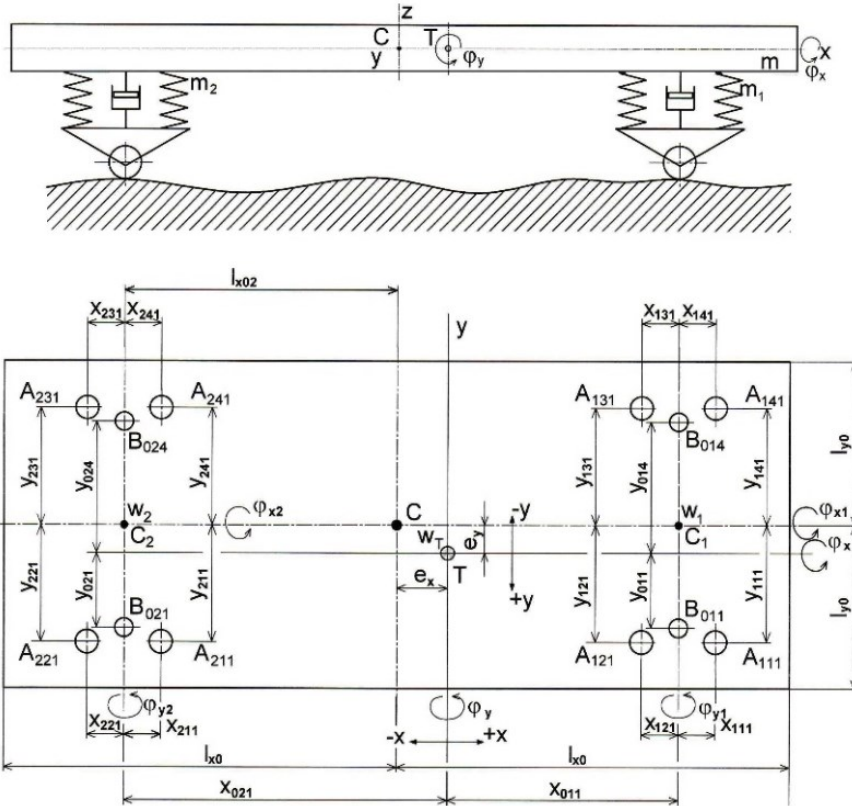 z
C T x
y φy m φx
m₂ m₁
lx02
x231 x241 y x131 x141
A231 A241 A131 A141
B024 B014
y231 y024 y241 y131 y014 y141 ly0
w₂ φx2 C -y w₁ φx1
C₂ wT ey C₁ φx
T
ex +y
y221 y021 y211 y121 y011 y111 ly0
B021 B011
A221 A211 A121 A111
φy2 φy φy1
x221 x211 -x +x x121 x111
lx0 lx0
x021 x011